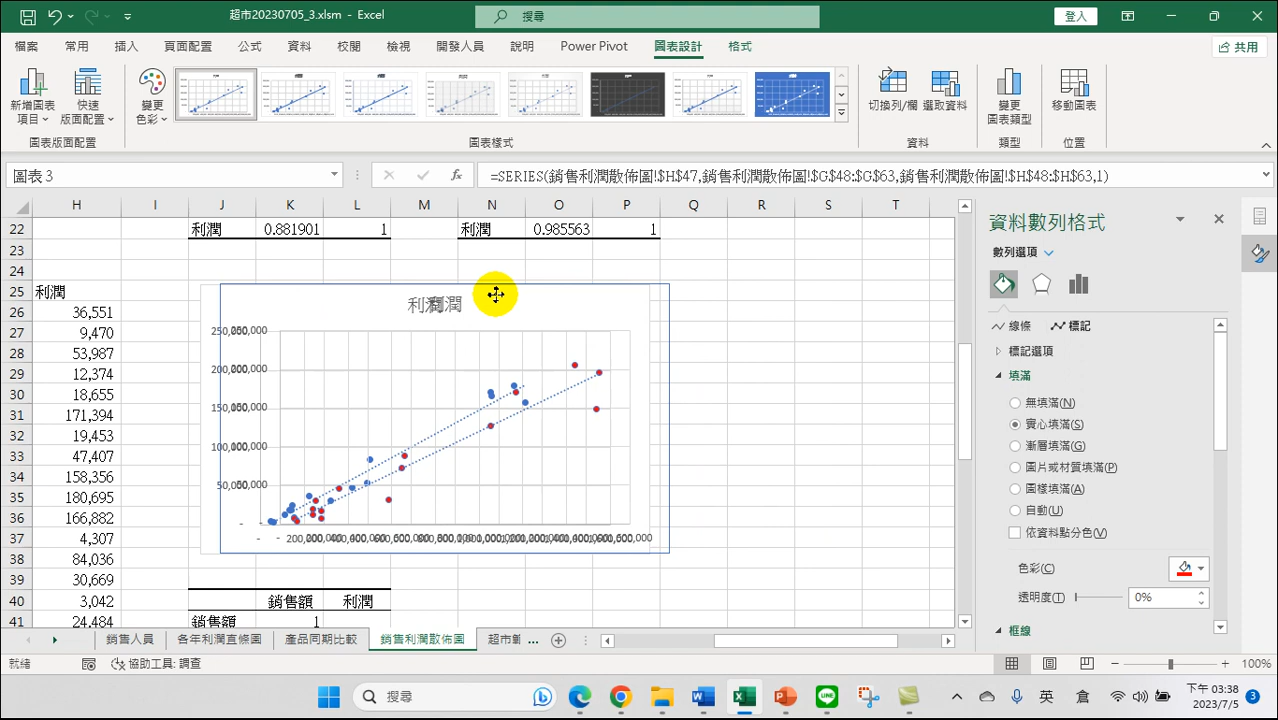 超市20230705_3.xlsm - Excel
搜尋
登入
檔案 常用 插入 頁面配置 公式 資料 校閱 檢視 開發人員 說明 Power Pivot 圖表設計 格式 共用
新增圖表項目 快速版面配置 變更色彩 切換列/欄 選取資料 變更圖表類型 移動圖表
圖表版面配置 圖表樣式 資料 類型 位置
圖表 3 fx =SERIES(銷售利潤散佈圖!$H$47,銷售利潤散佈圖!$G$48:$G$63,銷售利潤散佈圖!$H$48:$H$63,1)
H I J K L M N O P Q R S T
22 利潤 0.881901 1 利潤 0.985563 1
23
24
25 利潤
26 36,551
27 9,470
28 53,987
29 12,374
30 18,655
31 171,394
32 19,453
33 47,407
34 158,356
35 180,695
36 166,882
37 4,307
38 84,036
39 30,669
40 3,042 銷售額 利潤
41 24,484 銷售額 1
資料數列格式
數列選項
線條 標記
標記選項
填滿
無填滿(N)
實心填滿(S)
漸層填滿(G)
圖片或材質填滿(P)
圖樣填滿(A)
自動(U)
依資料點分色(V)
色彩(C)
透明度(T) 0%
框線
銷售人員 各年利潤直條圖 產品同期比較 銷售利潤散佈圖 超市 ...
就緒 協助工具: 調查 100%
搜尋 英 倉 下午 03:38
2023/7/5
3